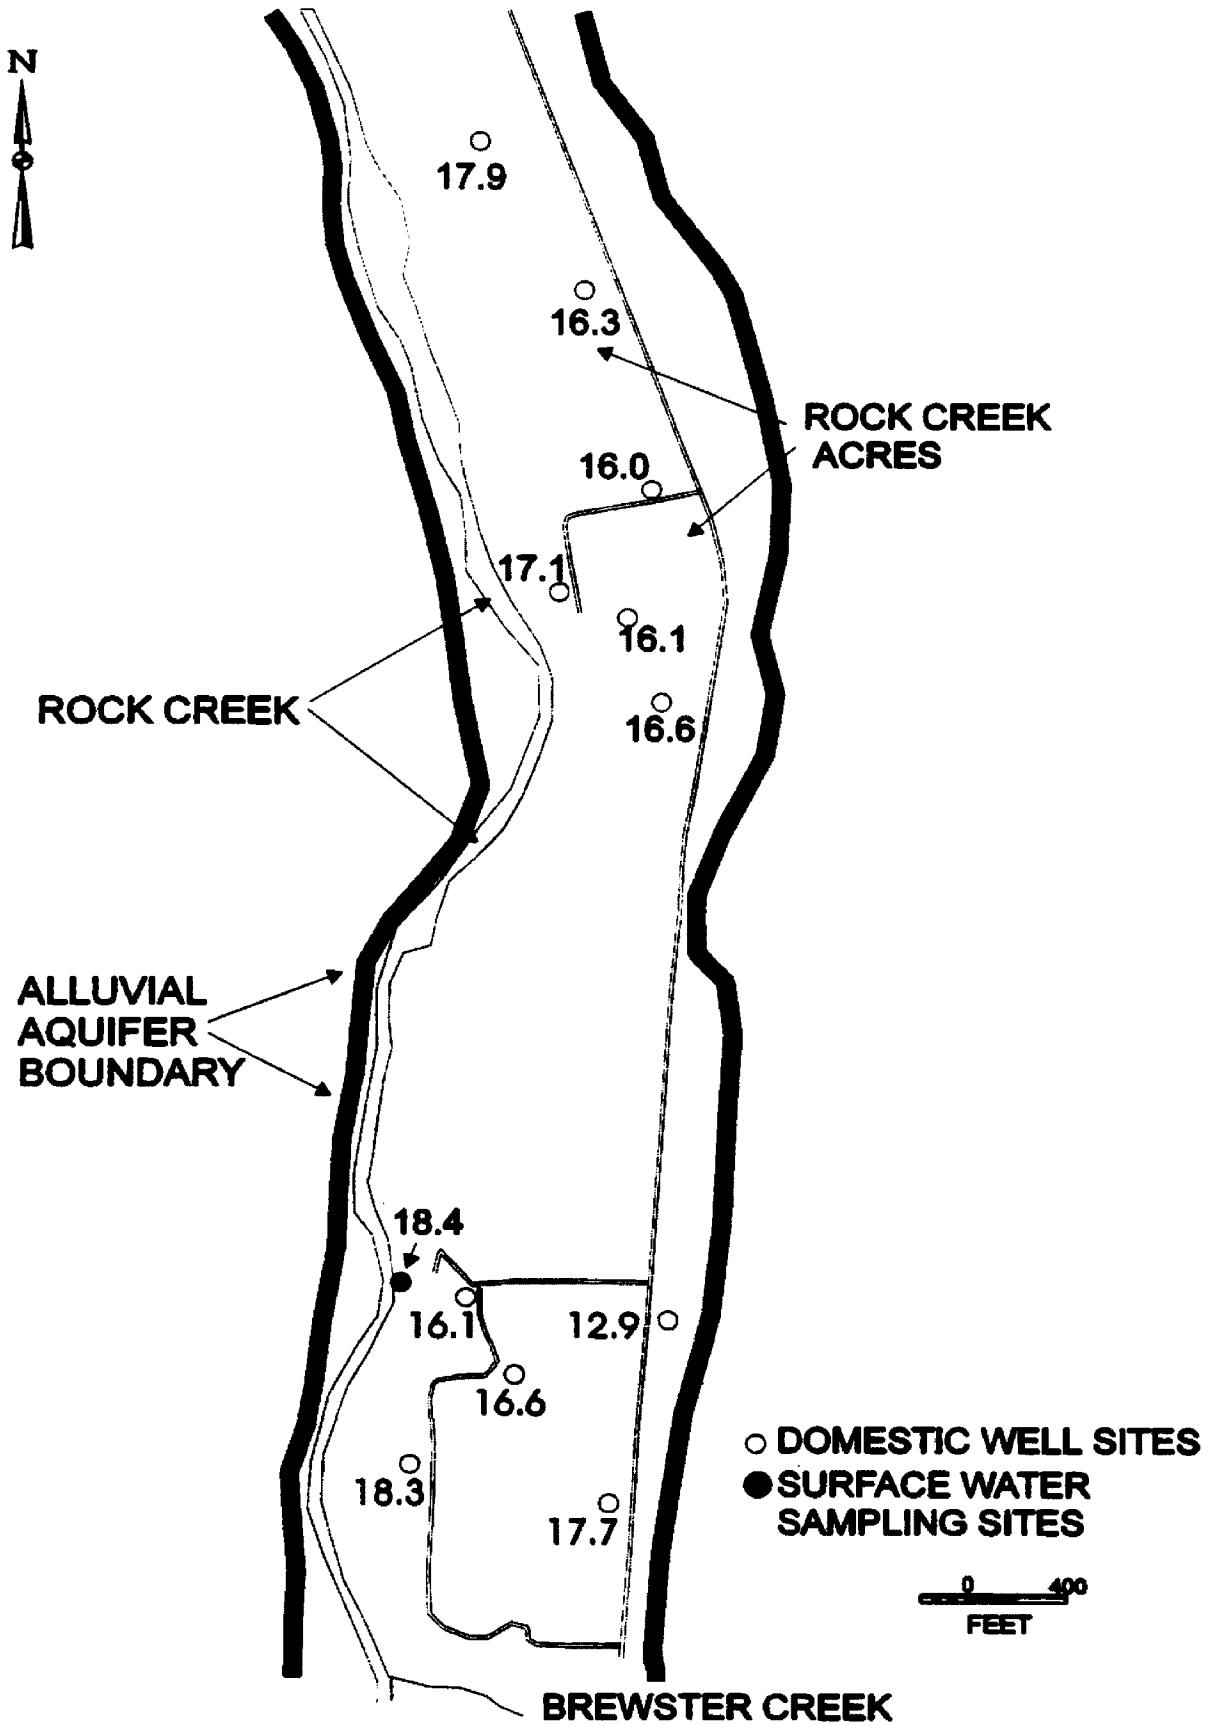 N
17.9
16.3
ROCK CREEK
ACRES
16.0
17.1
16.1
ROCK CREEK
16.6
ALLUVIAL
AQUIFER
BOUNDARY
18.4
16.1
12.9
16.6
DOMESTIC WELL SITES
18.3
SURFACE WATER
SAMPLING SITES
17.7
0 400
FEET
BREWSTER CREEK